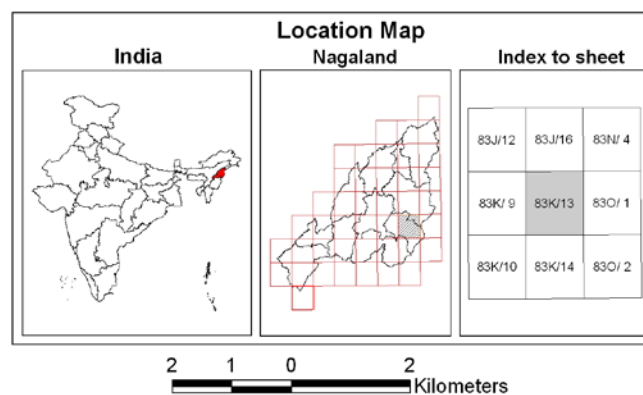 Location Map
India
Nagaland
Index to sheet
83J/12 83J/16 83N/ 4
83K/ 9 83K/13 83O/ 1
83K/10 83K/14 83O/ 2
2 1 0 2
Kilometers